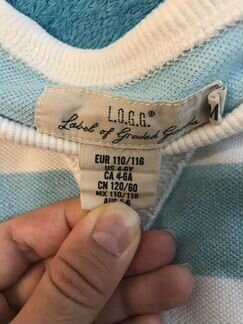 L.O.G.G.®
Label of Graded Goods
M
EUR 110/116
US 4-6Y
CA 4-6A
CN 120/60
MX 110/116